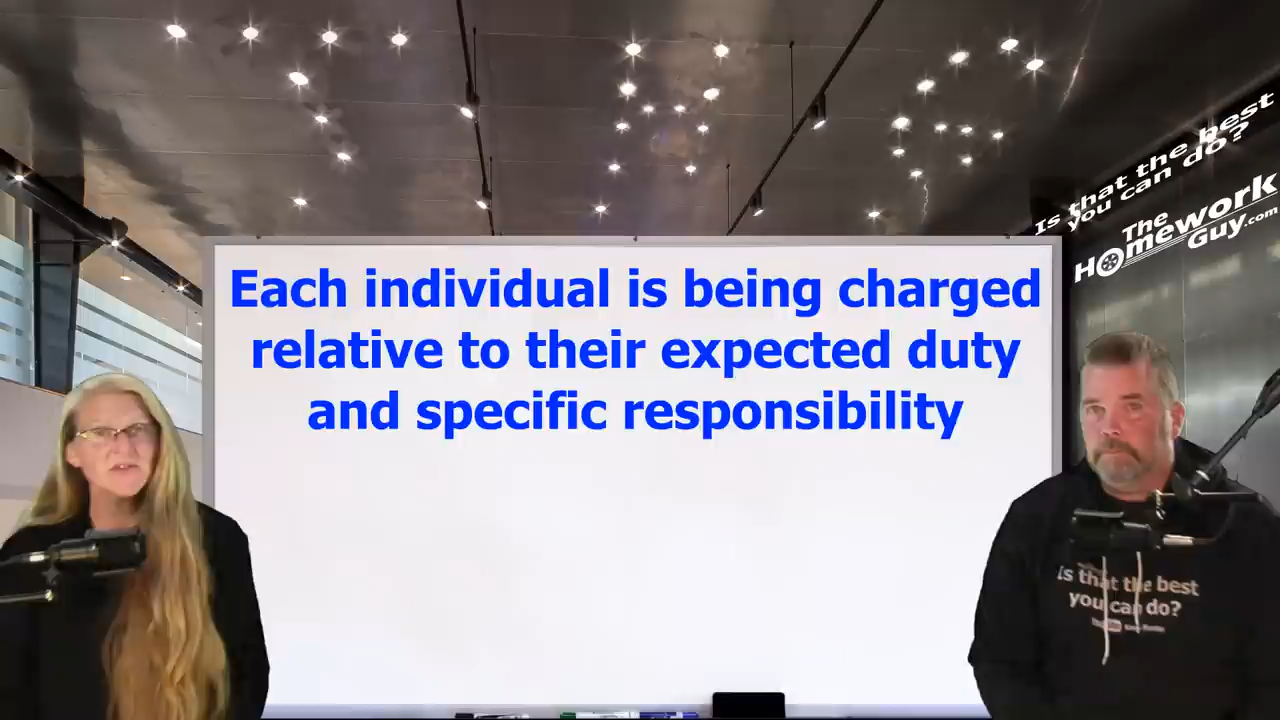 Each individual is being charged
relative to their expected duty
and specific responsibility
Is that the best
you can do?
The
Homework
Guy.com
Is that the best
you can do?